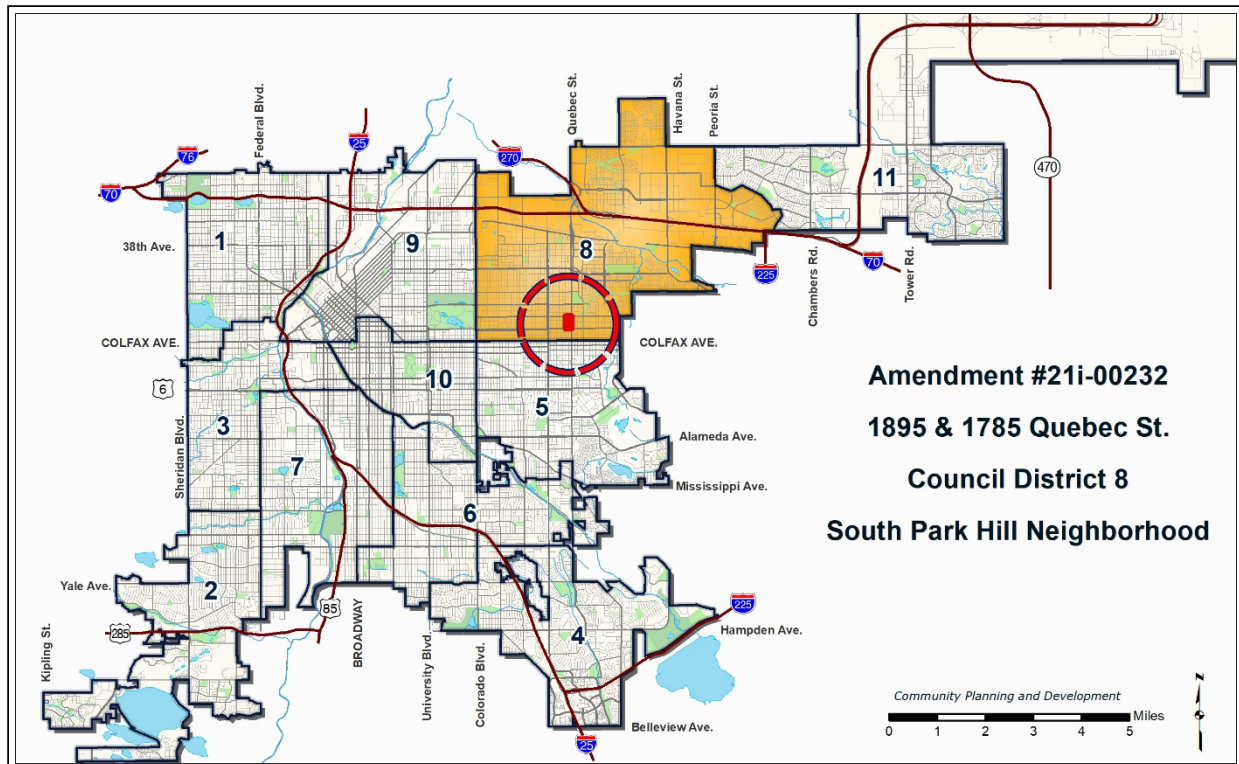 Federal Blvd.
Quebec St.
Havana St.
Peoria St.
76
25
270
70
470
11
1
9
8
38th Ave.
225
70
Chambers Rd.
Tower Rd.
COLFAX AVE.
COLFAX AVE.
6
10
5
3
Sheridan Blvd.
7
Alameda Ave.
Mississippi Ave.
6
Amendment #21i-00232
1895 & 1785 Quebec St.
Council District 8
South Park Hill Neighborhood
Yale Ave.
2
85
285
BROADWAY
University Blvd.
Colorado Blvd.
4
225
Hampden Ave.
Kipling St.
Belleview Ave.
25
Community Planning and Development
0 1 2 3 4 5 Miles
N